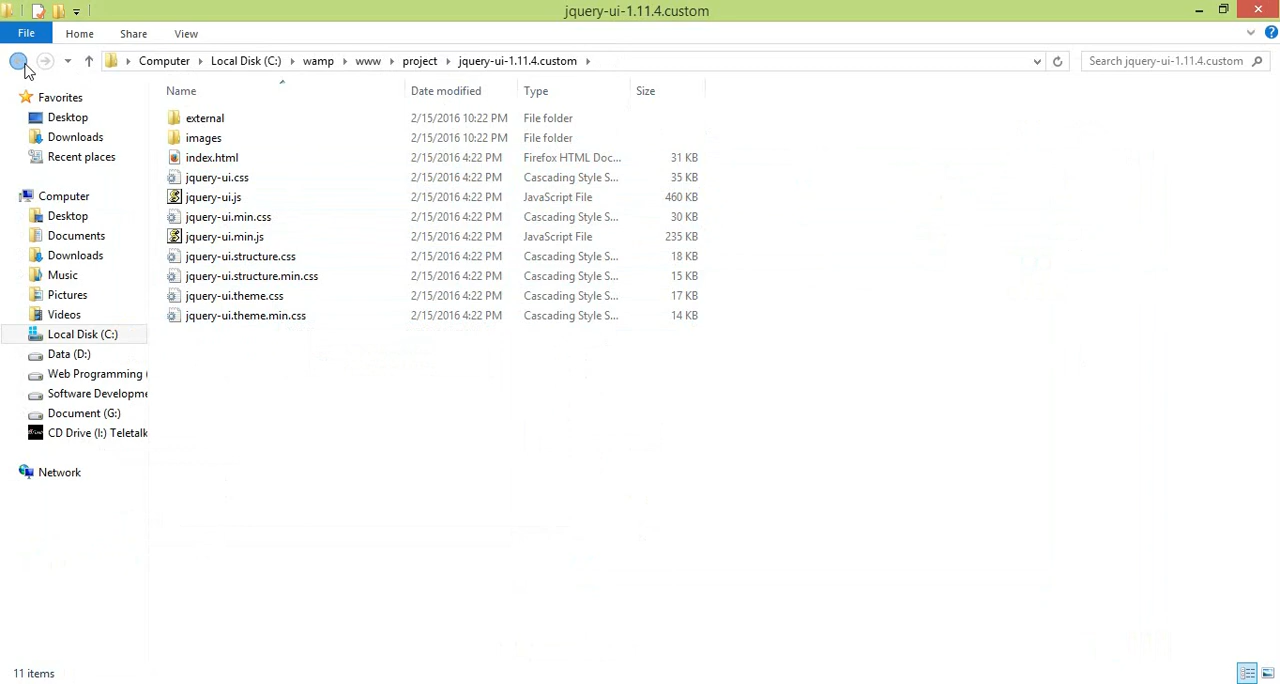 jquery-ui-1.11.4.custom
File Home Share View
Computer Local Disk (C:) wamp www project jquery-ui-1.11.4.custom
Search jquery-ui-1.11.4.custom
Name Date modified Type Size
Favorites
Desktop
Downloads
Recent places
Computer
Desktop
Documents
Downloads
Music
Pictures
Videos
Local Disk (C:)
Data (D:)
Web Programming (
Software Developme
Document (G:)
CD Drive (I:) Teletalk
Network
external 2/15/2016 10:22 PM File folder
images 2/15/2016 10:22 PM File folder
index.html 2/15/2016 4:22 PM Firefox HTML Doc... 31 KB
jquery-ui.css 2/15/2016 4:22 PM Cascading Style S... 35 KB
jquery-ui.js 2/15/2016 4:22 PM JavaScript File 460 KB
jquery-ui.min.css 2/15/2016 4:22 PM Cascading Style S... 30 KB
jquery-ui.min.js 2/15/2016 4:22 PM JavaScript File 235 KB
jquery-ui.structure.css 2/15/2016 4:22 PM Cascading Style S... 18 KB
jquery-ui.structure.min.css 2/15/2016 4:22 PM Cascading Style S... 15 KB
jquery-ui.theme.css 2/15/2016 4:22 PM Cascading Style S... 17 KB
jquery-ui.theme.min.css 2/15/2016 4:22 PM Cascading Style S... 14 KB
11 items